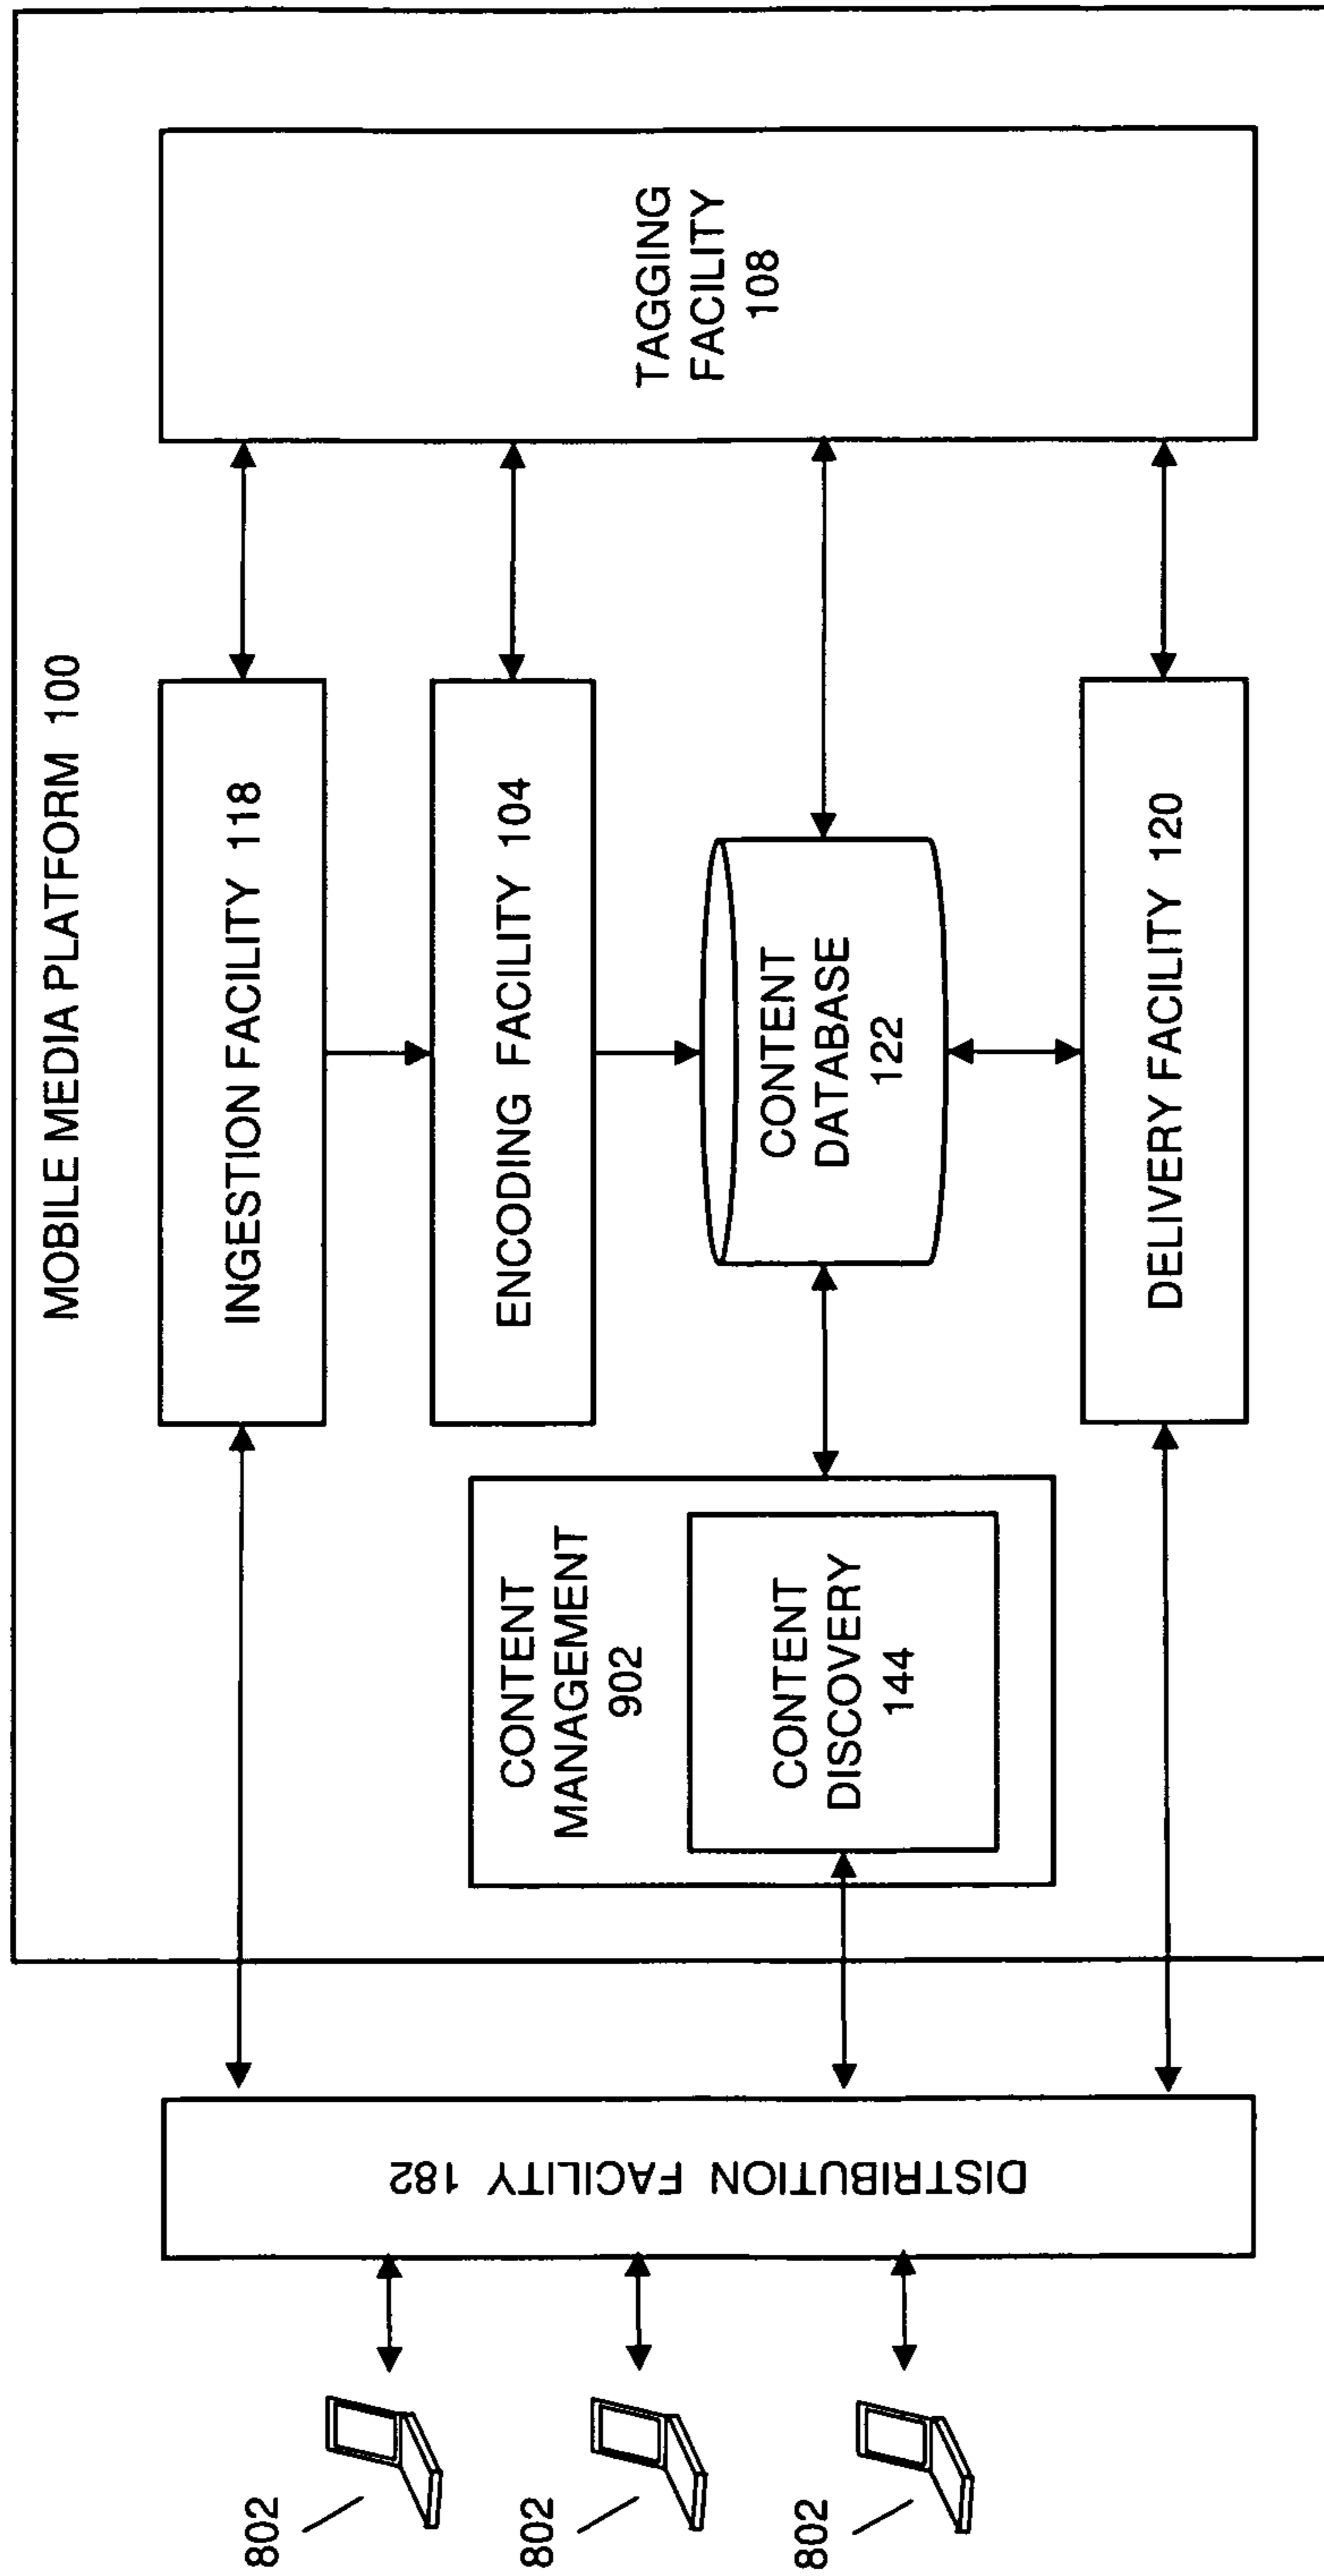 MOBILE MEDIA PLATFORM 100
INGESTION FACILITY 118
ENCODING FACILITY 104
TAGGING
FACILITY
108
CONTENT
DATABASE
122
DELIVERY FACILITY 120
CONTENT
MANAGEMENT
902
CONTENT
DISCOVERY
144
DISTRIBUTION FACILITY 182
802
802
802